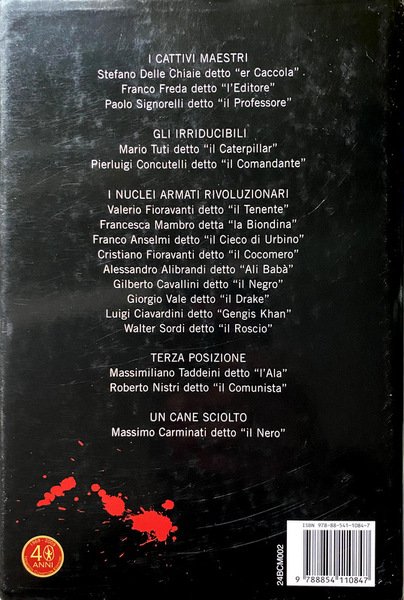 I CATTIVI MAESTRI
Stefano Delle Chiaie detto “er Caccola”
Franco Freda detto “l’Editore”
Paolo Signorelli detto “il Professore”
GLI IRRIDUCIBILI
Mario Tuti detto “il Caterpillar”
Pierluigi Concutelli detto “il Comandante”
I NUCLEI ARMATI RIVOLUZIONARI
Valerio Fioravanti detto “il Tenente”
Francesca Mambro detta “la Biondina”
Franco Anselmi detto “il Cieco di Urbino”
Cristiano Fioravanti detto “il Cocomero”
Alessandro Alibrandi detto “Ali Babà”
Gilberto Cavallini detto “il Negro”
Giorgio Vale detto “il Drake”
Luigi Ciavardini detto “Gengis Khan”
Walter Sordi detto “il Roscio”
TERZA POSIZIONE
Massimiliano Taddeini detto “l’Ala”
Roberto Nistri detto “il Comunista”
UN CANE SCIOLTO
Massimo Carminati detto “il Nero”
40
ANNI
24BCM002
ISBN 978-88-541-1084-7
9 788854 110847